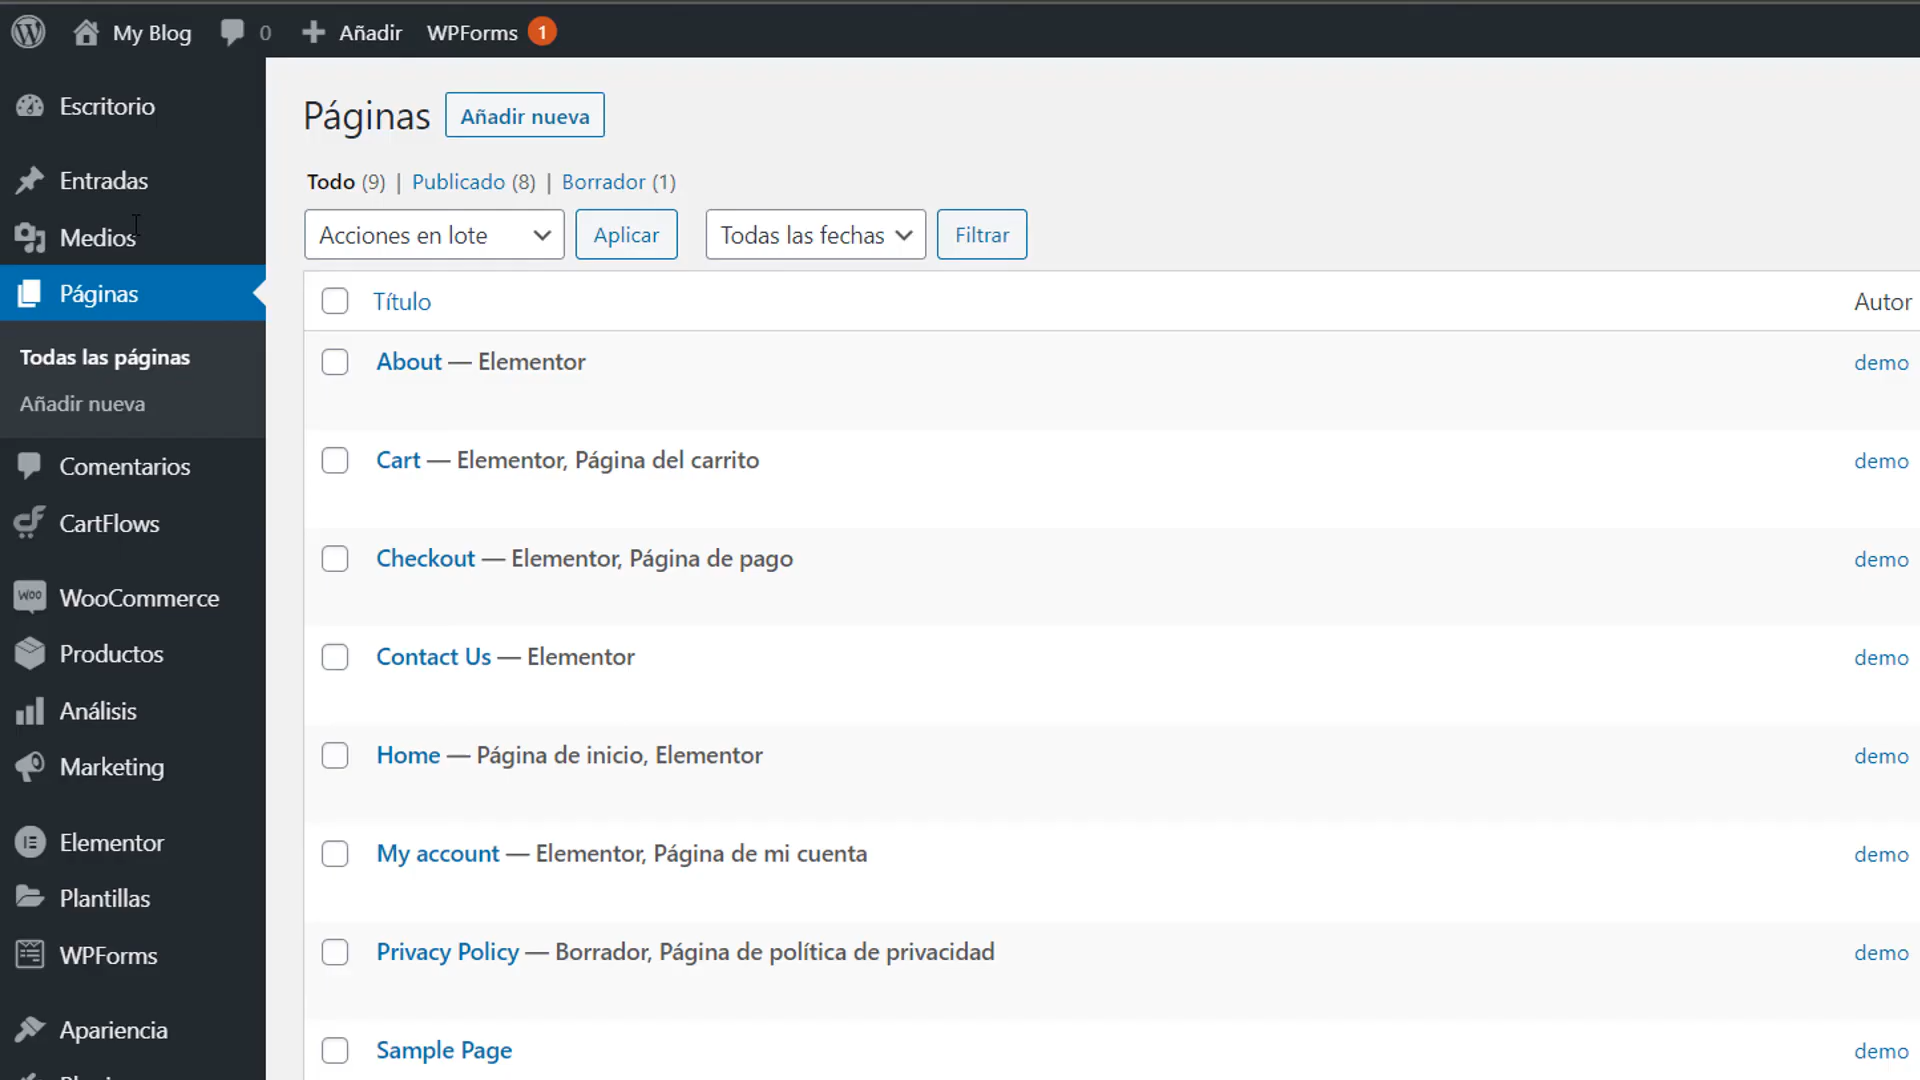 My Blog 0 Añadir WPForms 1
Escritorio
Entradas
Medios
Páginas
Todas las páginas
Añadir nueva
Comentarios
CartFlows
WooCommerce
Productos
Análisis
Marketing
Elementor
Plantillas
WPForms
Apariencia
Páginas Añadir nueva
Todo (9) | Publicado (8) | Borrador (1)
Acciones en lote Aplicar Todas las fechas Filtrar
Título Autor
About — Elementor demo
Cart — Elementor, Página del carrito demo
Checkout — Elementor, Página de pago demo
Contact Us — Elementor demo
Home — Página de inicio, Elementor demo
My account — Elementor, Página de mi cuenta demo
Privacy Policy — Borrador, Página de política de privacidad demo
Sample Page demo